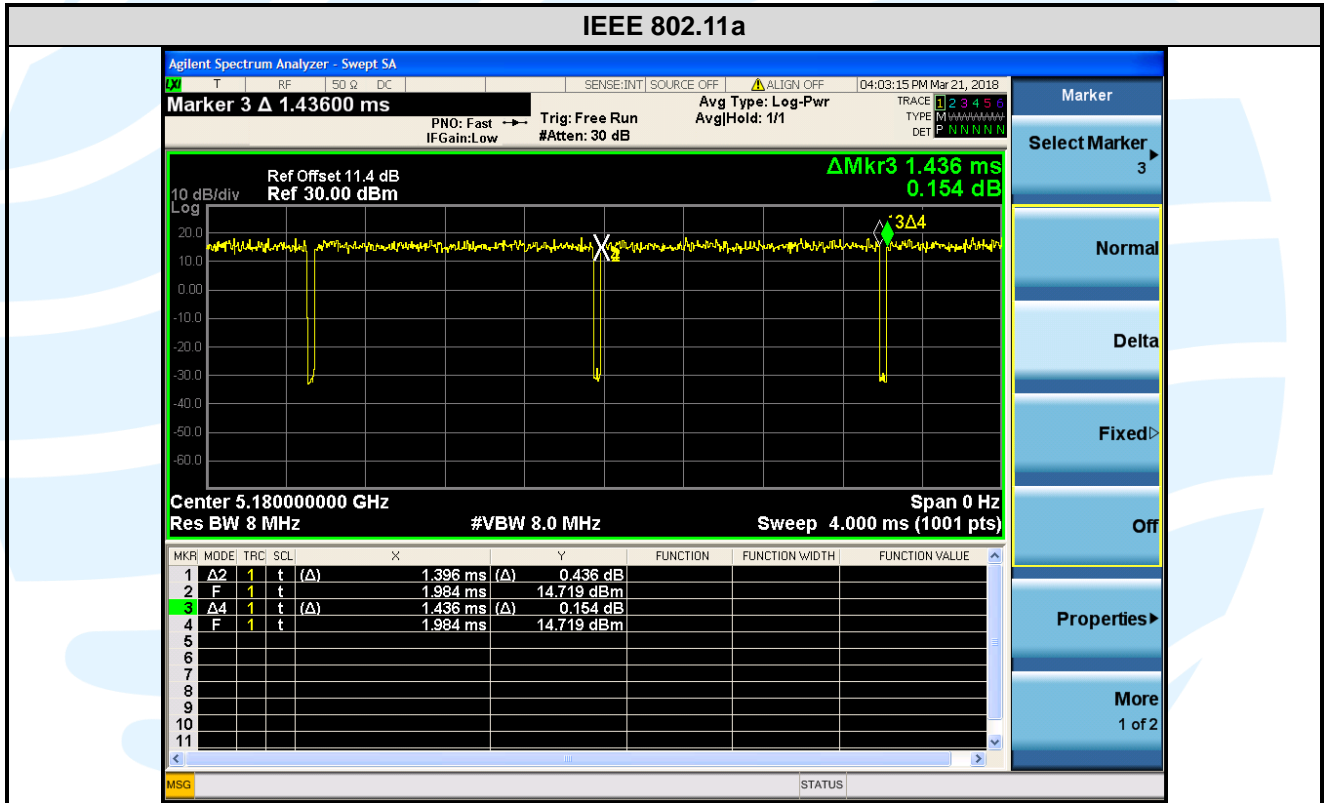 IEEE 802.11a
Agilent Spectrum Analyzer - Swept SA
LXI T RF 50 Ω DC SENSE:INT SOURCE OFF ALIGN OFF 04:03:15 PM Mar 21, 2018
Marker 3 Δ 1.43600 ms
PNO: Fast
IFGain:Low
Trig: Free Run
#Atten: 30 dB
Avg Type: Log-Pwr
Avg|Hold: 1/1
TRACE 1 2 3 4 5 6
TYPE M
DET P N N N N N
Ref Offset 11.4 dB
10 dB/div Ref 30.00 dBm
Log
ΔMkr3 1.436 ms
0.154 dB
20.0
10.0
0.00
-10.0
-20.0
-30.0
-40.0
-50.0
-60.0
3Δ4
Center 5.180000000 GHz Span 0 Hz
Res BW 8 MHz #VBW 8.0 MHz Sweep 4.000 ms (1001 pts)
MKR MODE TRC SCL X Y FUNCTION FUNCTION WIDTH FUNCTION VALUE
1 Δ2 1 t (Δ) 1.396 ms (Δ) 0.436 dB
2 F 1 t 1.984 ms 14.719 dBm
3 Δ4 1 t (Δ) 1.436 ms (Δ) 0.154 dB
4 F 1 t 1.984 ms 14.719 dBm
5
6
7
8
9
10
11
MSG STATUS
Marker
Select Marker
3
Normal
Delta
Fixed
Off
Properties
More
1 of 2